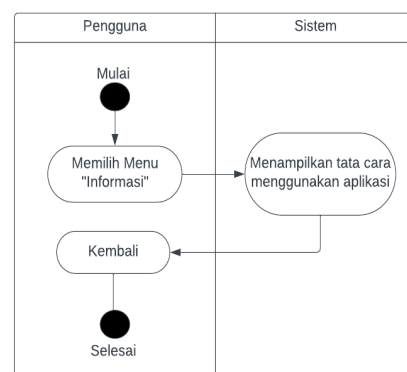 Pengguna
Sistem
Mulai
Memilih Menu
"Informasi"
Menampilkan tata cara
menggunakan aplikasi
Kembali
Selesai